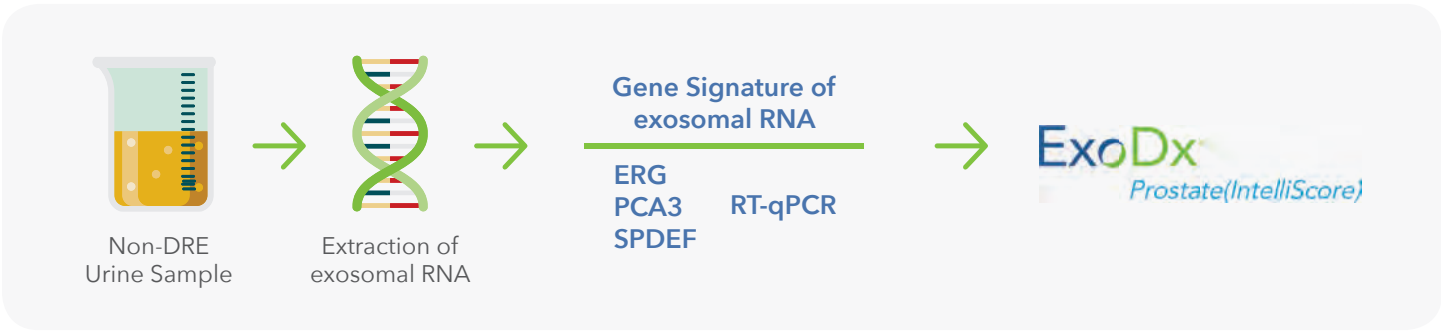 Non-DRE
Urine Sample
Extraction of
exosomal RNA
Gene Signature of
exosomal RNA
ERG
PCA3
SPDEF
RT-qPCR
ExoDx
Prostate(IntelliScore)